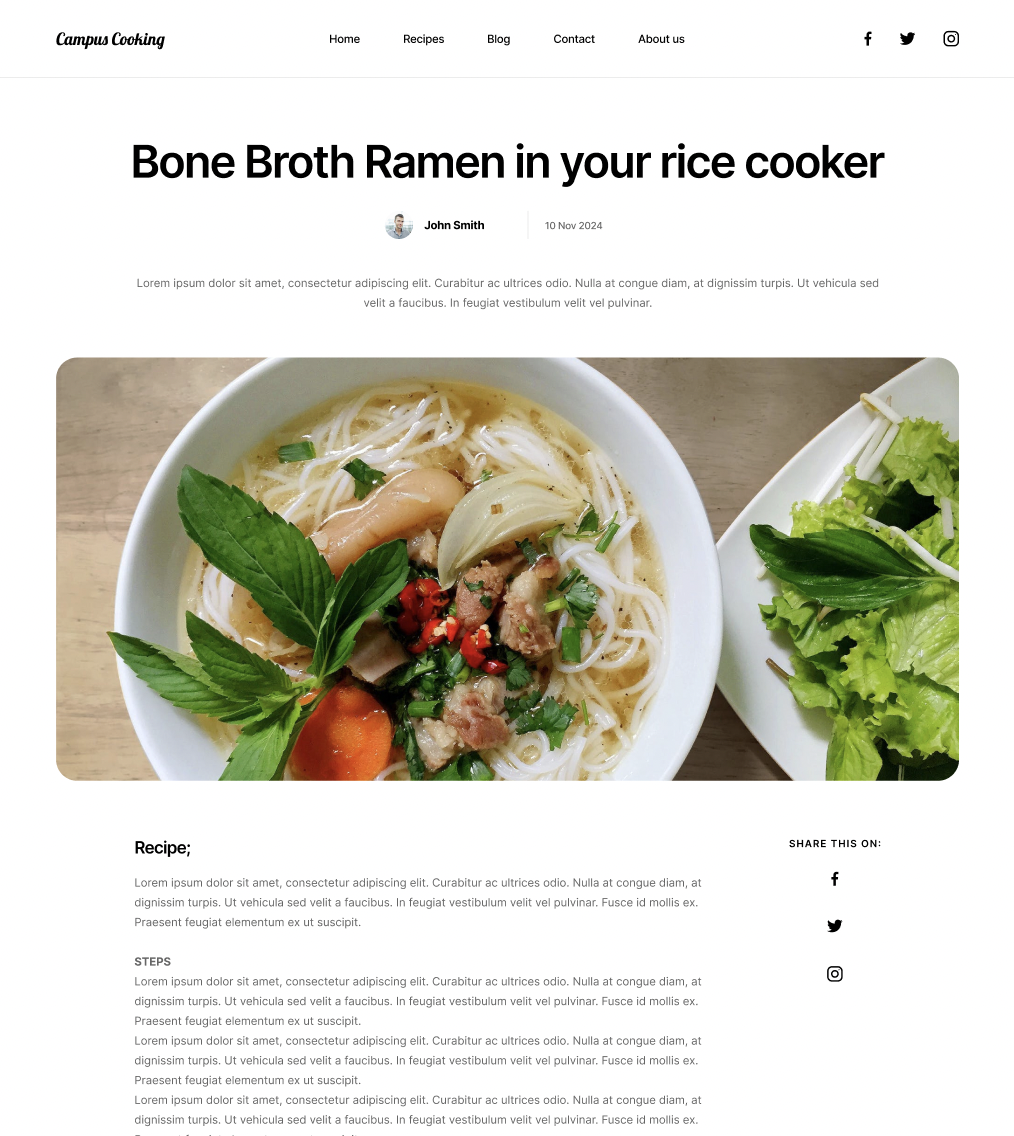 Campus Cooking
Home Recipes Blog Contact About us
Bone Broth Ramen in your rice cooker
John Smith
10 Nov 2024
Lorem ipsum dolor sit amet, consectetur adipiscing elit. Curabitur ac ultrices odio. Nulla at congue diam, at dignissim turpis. Ut vehicula sed
velit a faucibus. In feugiat vestibulum velit vel pulvinar.
Recipe;
Lorem ipsum dolor sit amet, consectetur adipiscing elit. Curabitur ac ultrices odio. Nulla at congue diam, at
dignissim turpis. Ut vehicula sed velit a faucibus. In feugiat vestibulum velit vel pulvinar. Fusce id mollis ex.
Praesent feugiat elementum ex ut suscipit.
STEPS
Lorem ipsum dolor sit amet, consectetur adipiscing elit. Curabitur ac ultrices odio. Nulla at congue diam, at
dignissim turpis. Ut vehicula sed velit a faucibus. In feugiat vestibulum velit vel pulvinar. Fusce id mollis ex.
Praesent feugiat elementum ex ut suscipit.
Lorem ipsum dolor sit amet, consectetur adipiscing elit. Curabitur ac ultrices odio. Nulla at congue diam, at
dignissim turpis. Ut vehicula sed velit a faucibus. In feugiat vestibulum velit vel pulvinar. Fusce id mollis ex.
Praesent feugiat elementum ex ut suscipit.
Lorem ipsum dolor sit amet, consectetur adipiscing elit. Curabitur ac ultrices odio. Nulla at congue diam, at
dignissim turpis. Ut vehicula sed velit a faucibus. In feugiat vestibulum velit vel pulvinar. Fusce id mollis ex.
SHARE THIS ON: